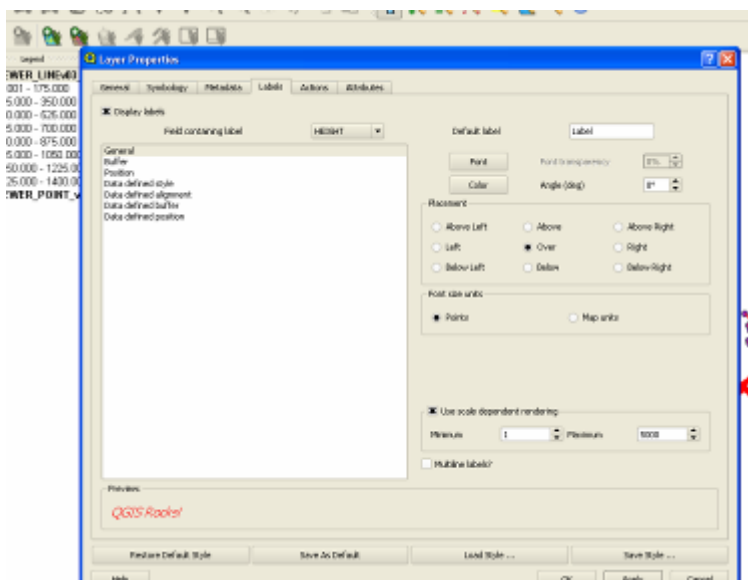 Legend
EWER_LINEv03_
001 - 175.000
5.000 - 350.000
0.000 - 525.000
5.000 - 700.000
0.000 - 875.000
5.000 - 1050.000
50.000 - 1225.00
25.000 - 1400.00
EWER_POINT_v
Layer Properties
General Symbology Metadata Labels Actions Attributes
Display labels
Field containing label HEIGHT Default label Label
General
Buffer
Position
Data defined style
Data defined alignment
Data defined buffer
Data defined position
Font Font transparency 0%
Color Angle (deg) 0°
Placement
Above Left Above Above Right
Left Over Right
Below Left Below Below Right
Font size units
Points Map units
Use scale dependent rendering
Minimum 1 Maximum 5000
Multiline labels?
Preview:
QGIS Rocks!
Restore Default Style Save As Default Load Style ... Save Style ...
Help OK Apply Cancel